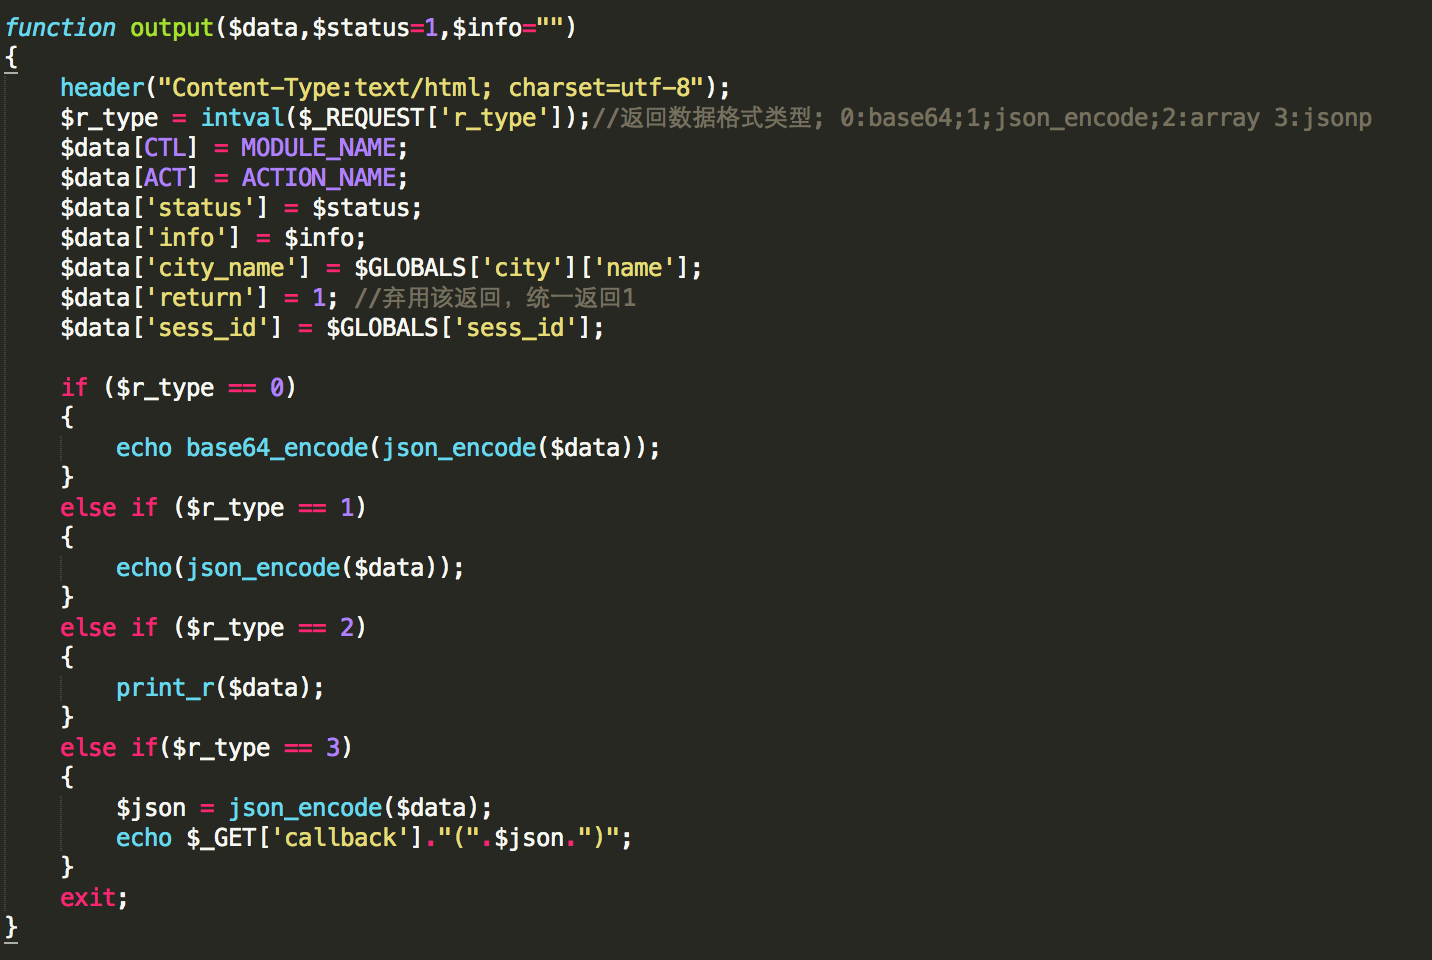 function output($data,$status=1,$info="")
{
    header("Content-Type:text/html; charset=utf-8");
    $r_type = intval($_REQUEST['r_type']);//返回数据格式类型; 0:base64;1;json_encode;2:array 3:jsonp
    $data[CTL] = MODULE_NAME;
    $data[ACT] = ACTION_NAME;
    $data['status'] = $status;
    $data['info'] = $info;
    $data['city_name'] = $GLOBALS['city']['name'];
    $data['return'] = 1; //弃用该返回，统一返回1
    $data['sess_id'] = $GLOBALS['sess_id'];

    if ($r_type == 0)
    {
        echo base64_encode(json_encode($data));
    }
    else if ($r_type == 1)
    {
        echo(json_encode($data));
    }
    else if ($r_type == 2)
    {
        print_r($data);
    }
    else if($r_type == 3)
    {
        $json = json_encode($data);
        echo $_GET['callback']."(".$json.")";
    }
    exit;
}